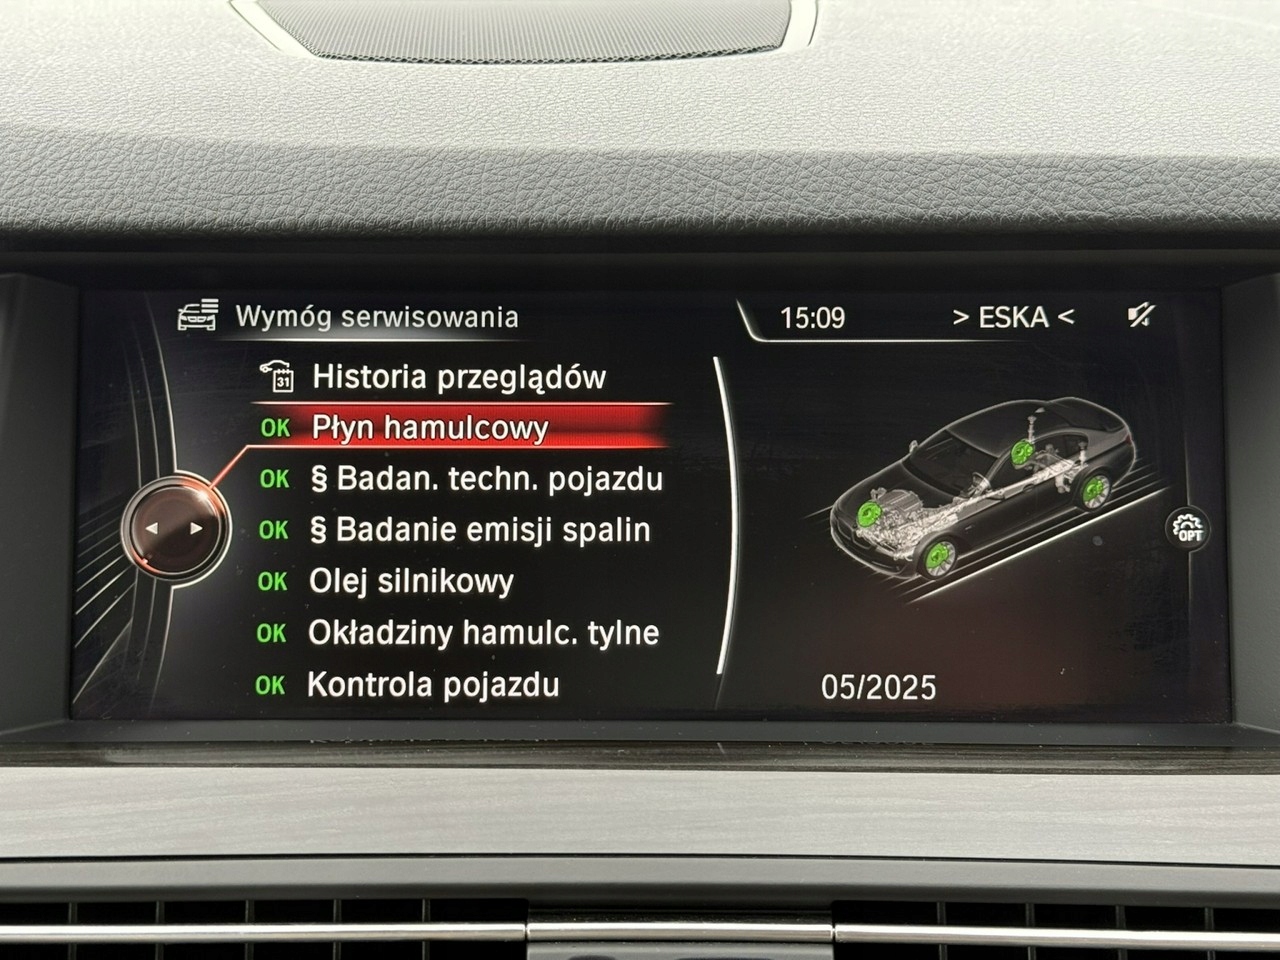 Wymóg serwisowania
15:09
> ESKA <
31
Historia przeglądów
OK Płyn hamulcowy
OK § Badan. techn. pojazdu
OK § Badanie emisji spalin
OK Olej silnikowy
OK Okładziny hamulc. tylne
OK Kontrola pojazdu
OPT
05/2025